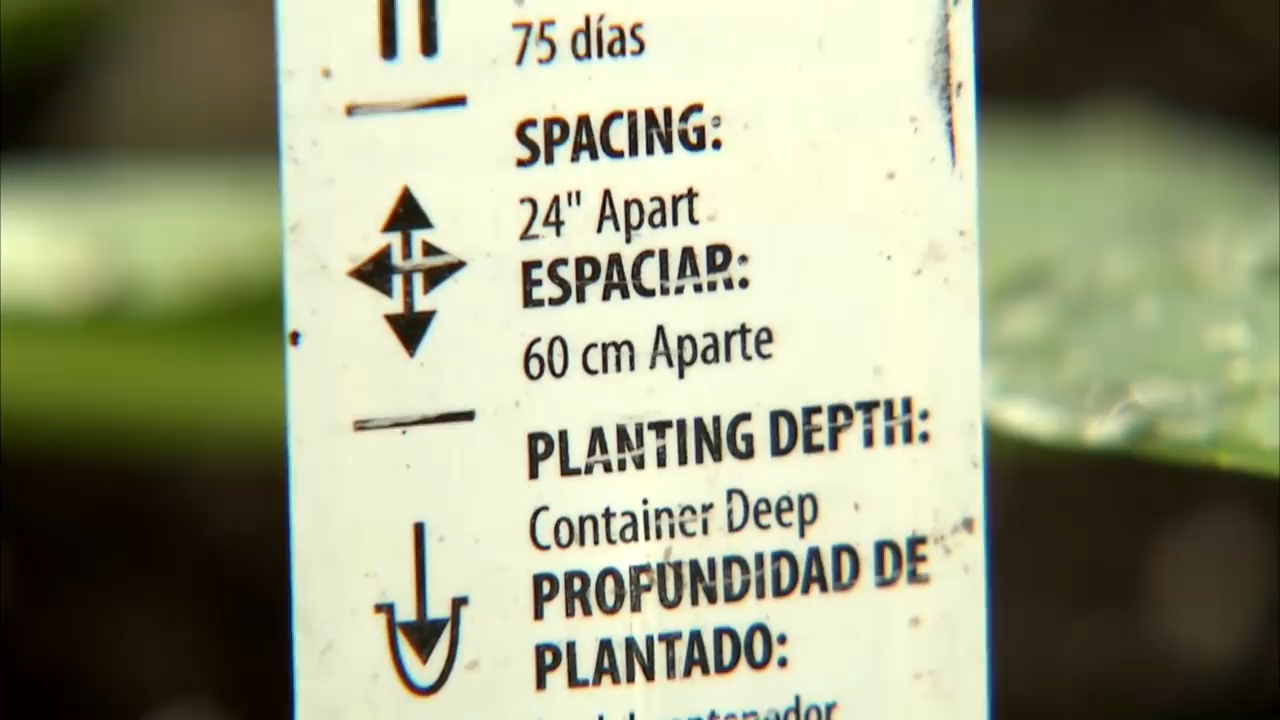 75 días
SPACING:
24" Apart
ESPACIAR:
60 cm Aparte
PLANTING DEPTH:
Container Deep
PROFUNDIDAD DE
PLANTADO: